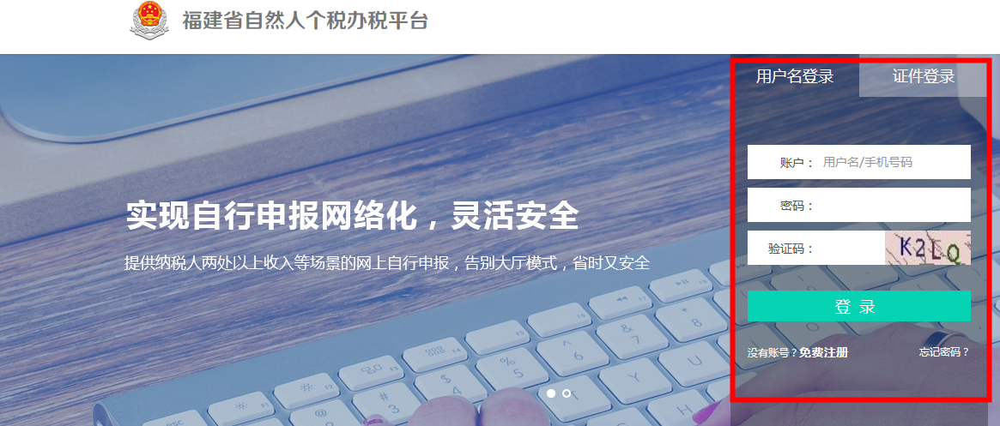 福建省自然人个税办税平台
用户名登录
证件登录
账户： 用户名/手机号码
密码：
验证码： K2LQ
登 录
没有账号？免费注册
忘记密码？
实现自行申报网络化，灵活安全
提供纳税人两处以上收入等场景的网上自行申报，告别大厅模式，省时又安全